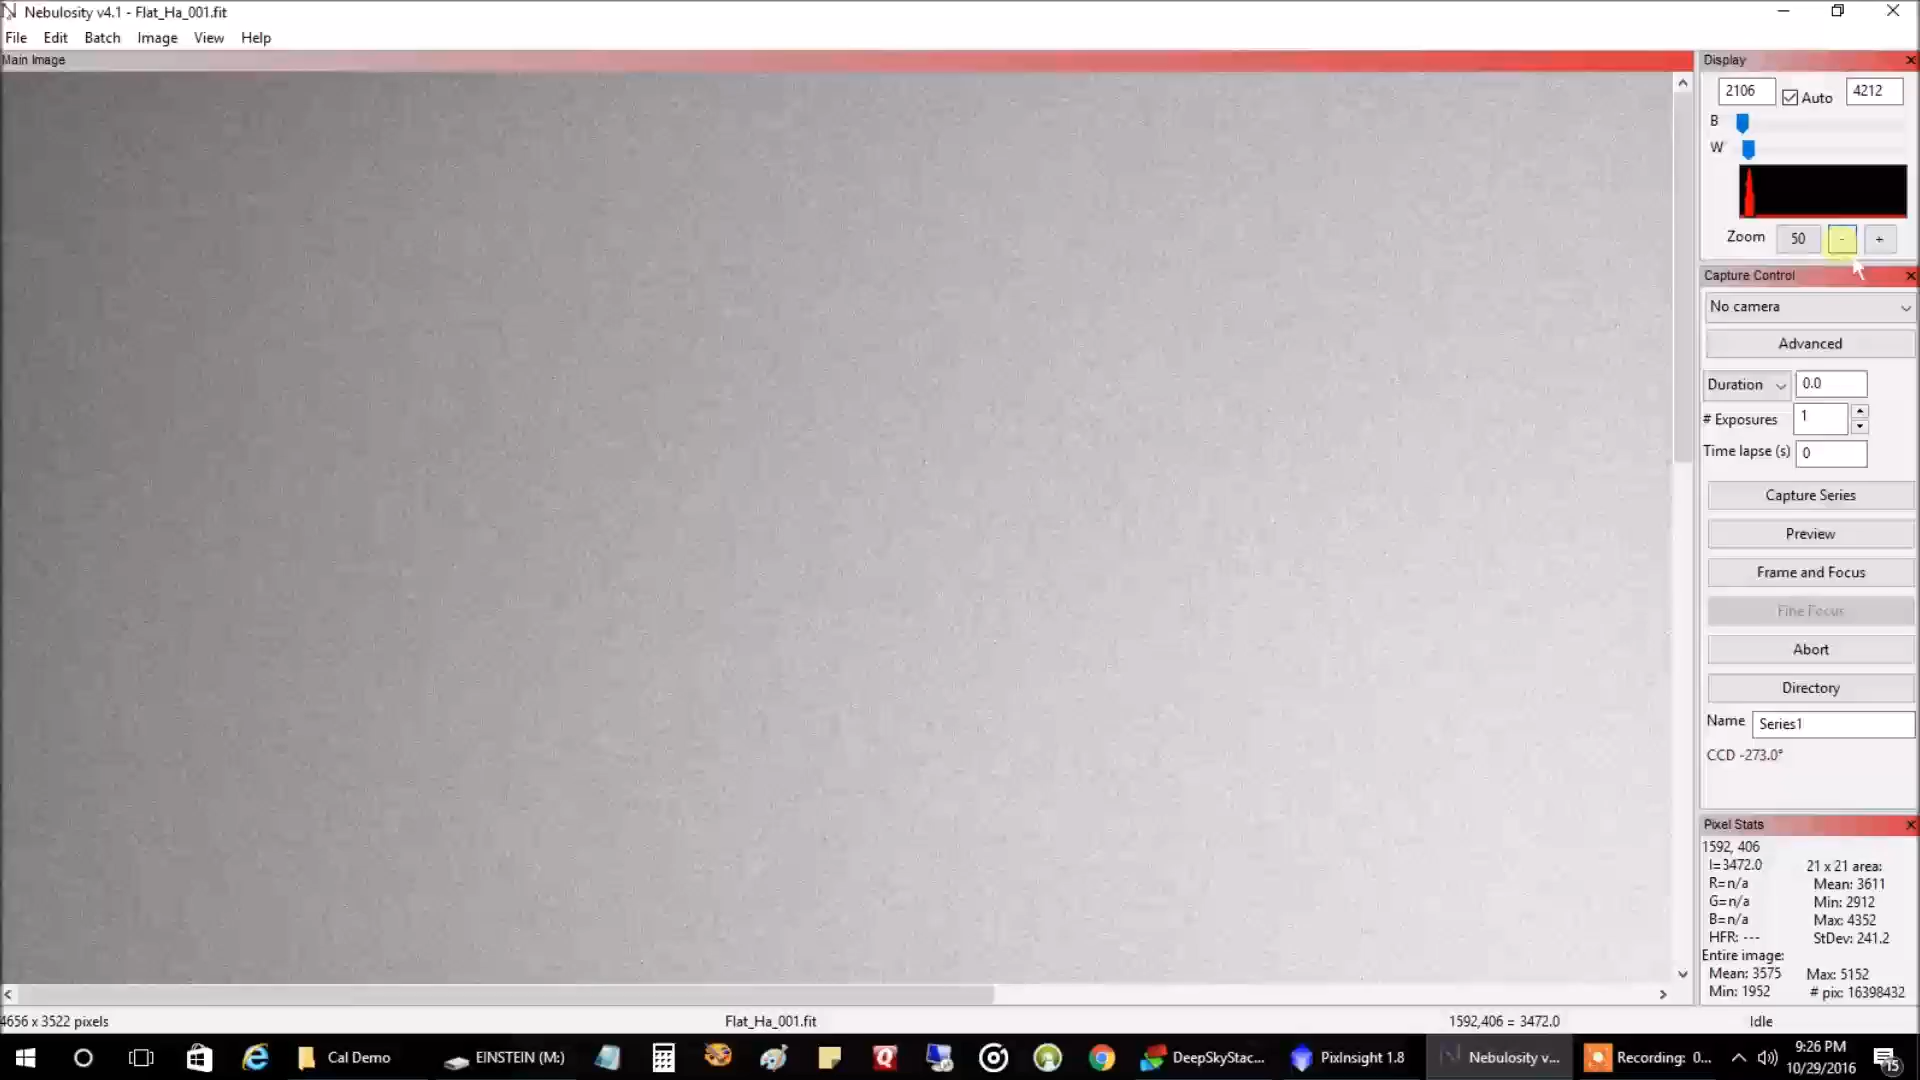 Nebulosity v4.1 - Flat_Ha_001.fit
File Edit Batch Image View Help
Main Image
Display
2106 Auto 4212
B
W
Zoom 50 - +
Capture Control
No camera
Advanced
Duration 0.0
# Exposures 1
Time lapse (s) 0
Capture Series
Preview
Frame and Focus
Fine Focus
Abort
Directory
Name Series1
CCD -273.0°
Pixel Stats
1592, 406
I=3472.0 21 x 21 area:
R=n/a Mean: 3611
G=n/a Min: 2912
B=n/a Max: 4352
HFR: --- StDev: 241.2
Entire image:
Mean: 3575 Max: 5152
Min: 1952 # pix: 16398432
4656 x 3522 pixels Flat_Ha_001.fit 1592,406 = 3472.0 Idle
Cal Demo EINSTEIN (M:) DeepSkyStac... PixInsight 1.8 Nebulosity v... Recording: 0... 9:26 PM
10/29/2016 15